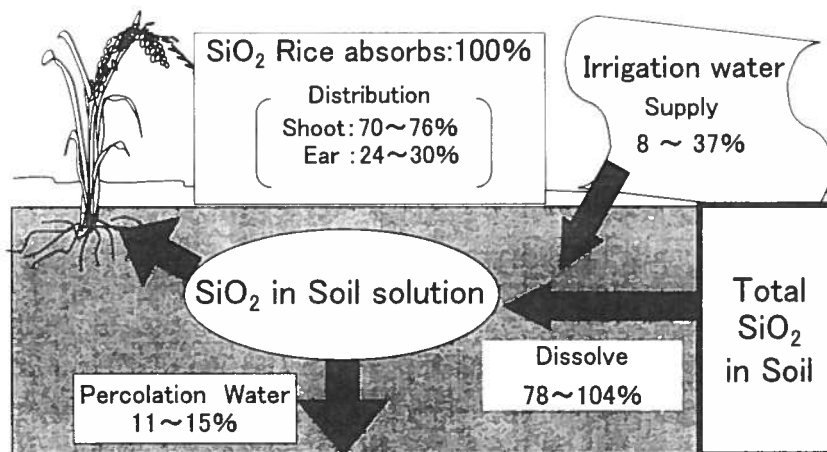 SiO₂ Rice absorbs:100%
Distribution
Shoot:70～76%
Ear :24～30%
Irrigation water
Supply
8 ～ 37%
SiO₂ in Soil solution
Total
SiO₂
in Soil
Dissolve
78～104%
Percolation Water
11～15%